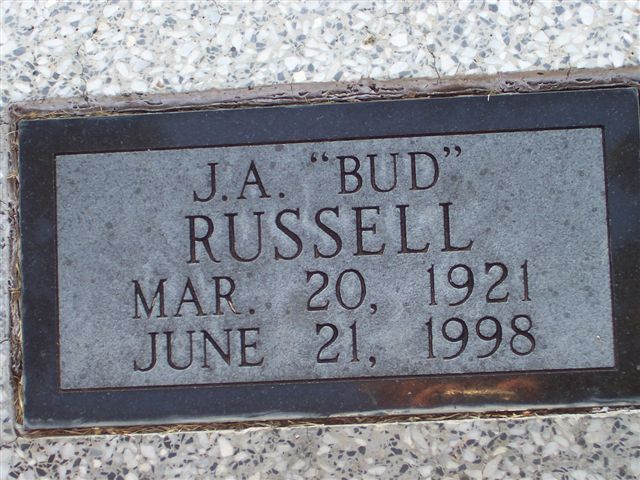 J.A. “BUD”
RUSSELL
MAR. 20, 1921
JUNE 21, 1998